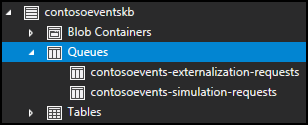 contosoeventskb
Blob Containers
Queues
contosoevents-externalization-requests
contosoevents-simulation-requests
Tables